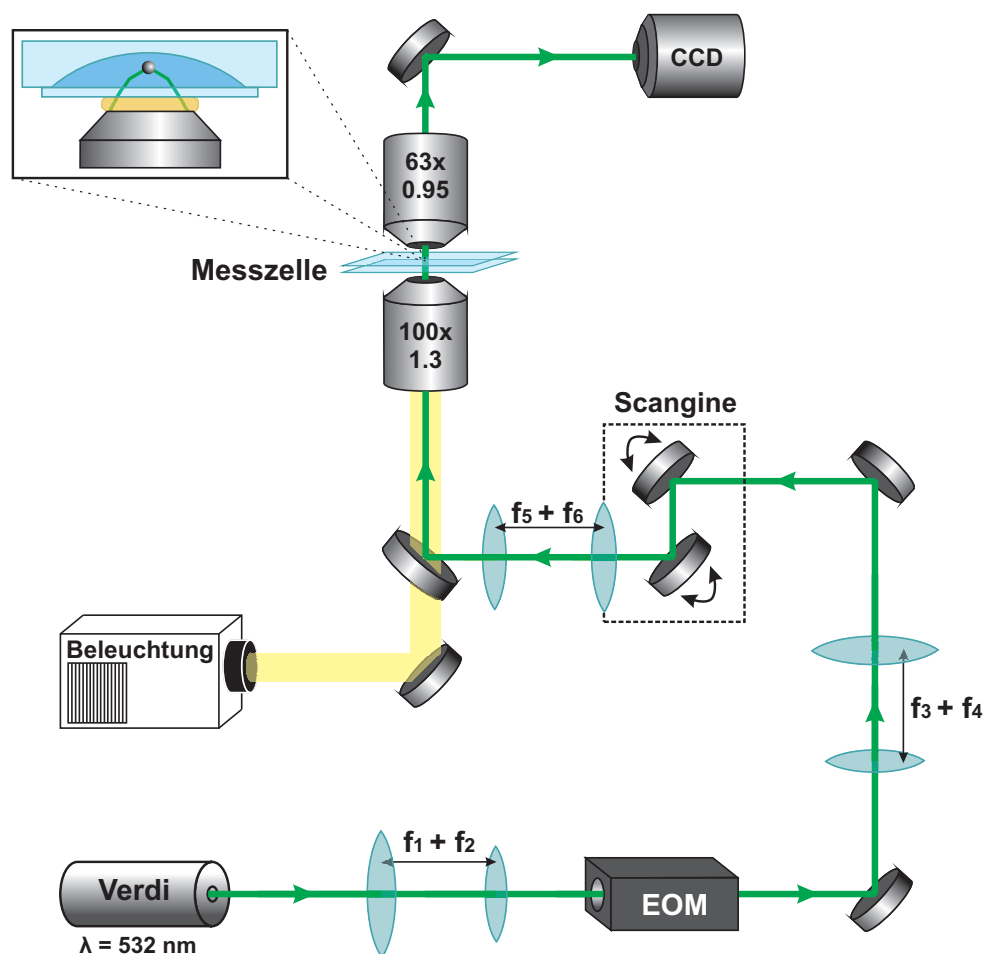 CCD
63x
0.95
Messzelle
100x
1.3
Scangine
f5 + f6
Beleuchtung
f3 + f4
f1 + f2
Verdi
EOM
λ = 532 nm